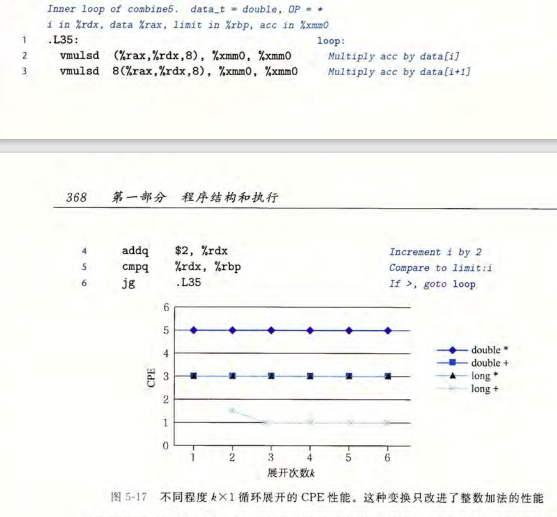 Inner loop of combine5. data_t = double, OP = *
i in %rdx, data %rax, limit in %rbp, acc in %xmm0
1 .L35: loop:
2 vmulsd (%rax,%rdx,8), %xmm0, %xmm0 Multiply acc by data[i]
3 vmulsd 8(%rax,%rdx,8), %xmm0, %xmm0 Multiply acc by data[i+1]
368 第一部分 程序结构和执行
4 addq $2, %rdx Increment i by 2
5 cmpq %rdx, %rbp Compare to limit:i
6 jg .L35 If >, goto loop
6
5
4
3
2
1
0
CPE
double *
double +
long *
long +
1 2 3 4 5 6
展开次数k
图 5-17 不同程度 k×1 循环展开的 CPE 性能。这种变换只改进了整数加法的性能